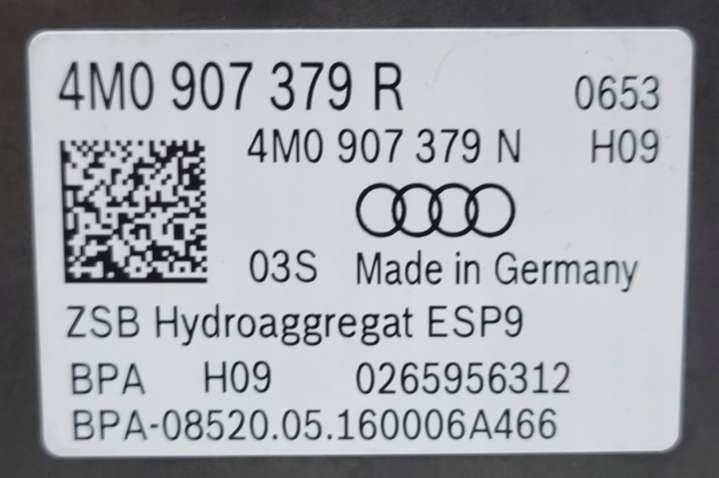 4M0 907 379 R 0653
4M0 907 379 N H09
03S Made in Germany
ZSB Hydroaggregat ESP9
BPA H09 0265956312
BPA-08520.05.160006A466